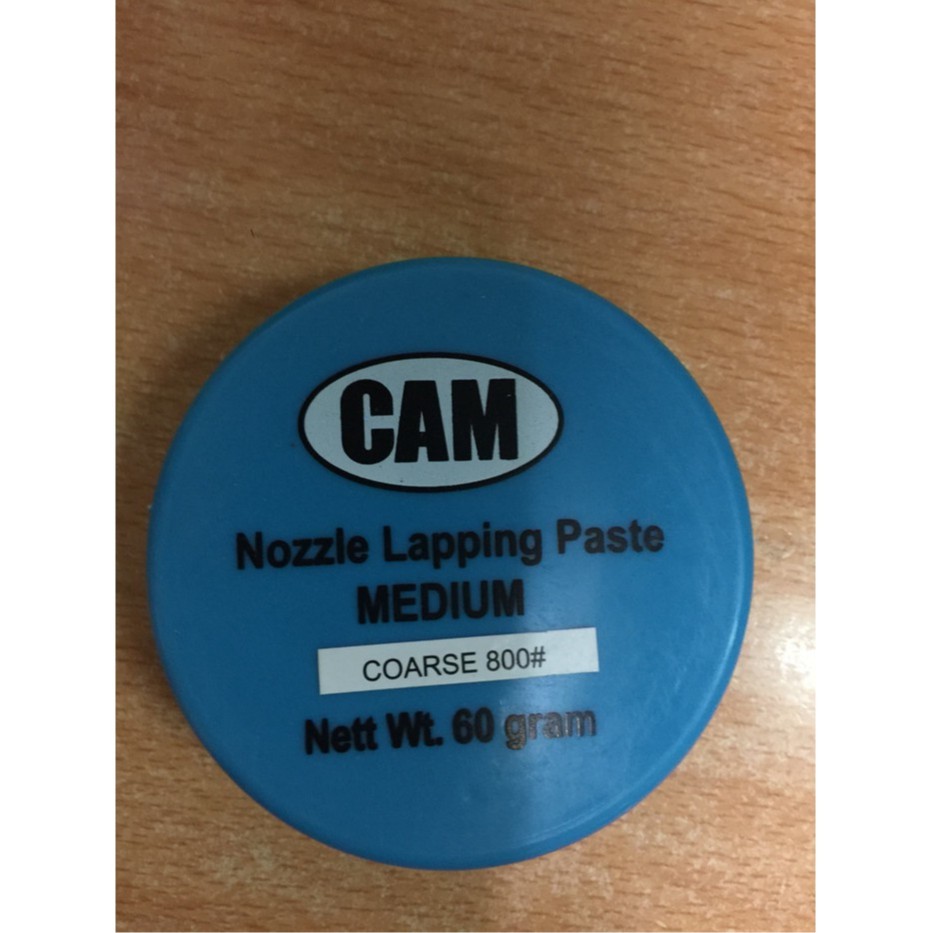 CAM
Nozzle Lapping Paste
MEDIUM
COARSE 800#
Nett Wt. 60 gram